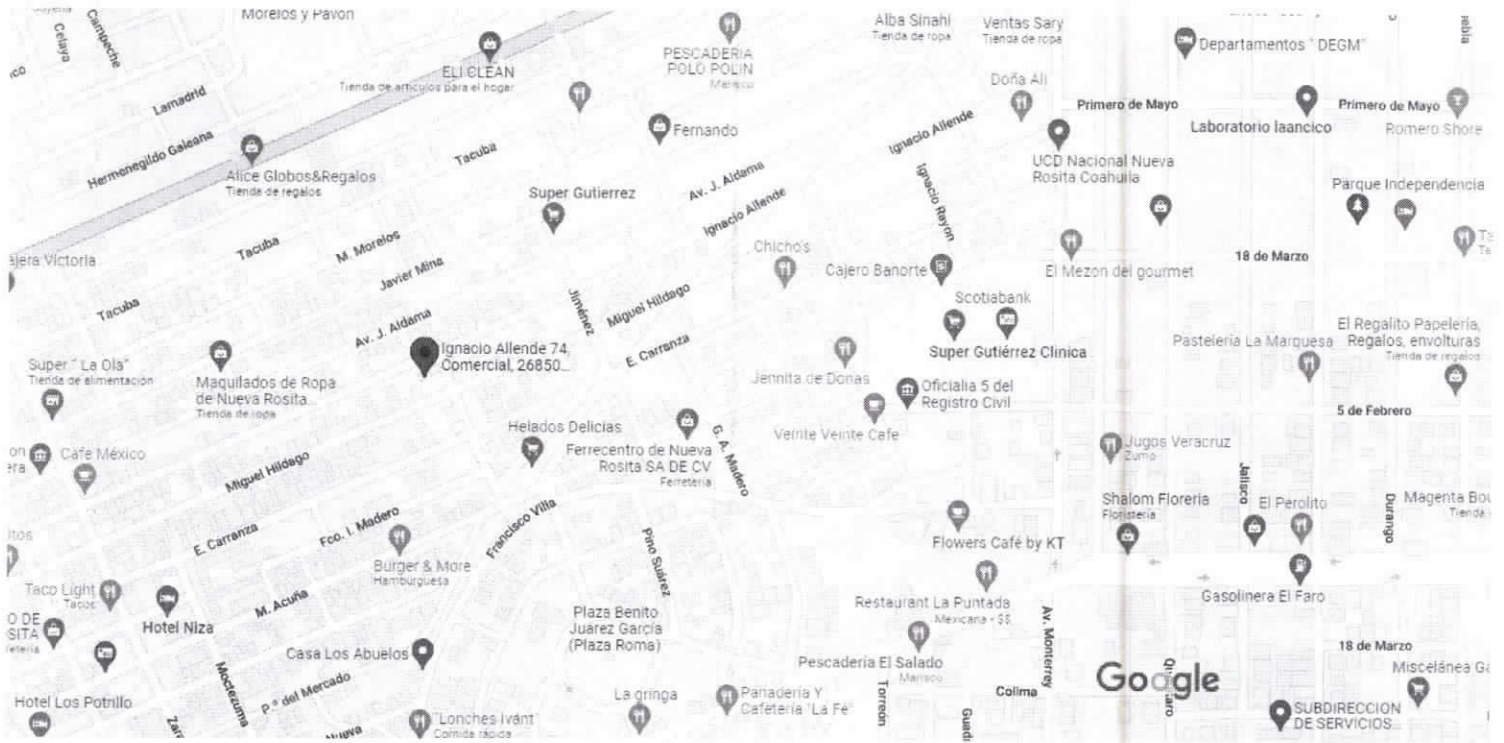 Morelos y Pavón
Celaya
Campeche
ELI CLEAN
Tienda de artículos para el hogar
PESCADERIA
POLO POLIN
Marisco
Alba Sinahi
Tienda de ropa
Ventas Sary
Tienda de ropa
Departamentos "DEGM"
Doña Ali
Primero de Mayo
Primero de Mayo
Laboratorio laancico
Romero Shore
Lamadrid
Hermenegildo Galeana
Alice Globos&Regalos
Tienda de regalos
Tacuba
Fernando
Ignacio Allende
UCD Nacional Nueva
Rosita Coahuila
Parque Independencia
Super Gutierrez
Av. J. Aldama
Ignacio Allende
Ignacio Rayon
Tacuba
M. Morelos
Javier Mina
Chicho's
Cajero Banorte
El Mezon del gourmet
18 de Marzo
ajera Victoria
Tacuba
Av. J. Aldama
Jiménez
Miguel Hildago
E. Carranza
Scotiabank
Super Gutiérrez Clinica
Pastelería La Marquesa
El Regalito Papelería,
Regalos, envolturas
Tienda de regalos
Ignacio Allende 74,
Comercial, 26850...
Super " La Ola"
Tienda de alimentación
Maquilados de Ropa
de Nueva Rosita...
Tienda de ropa
Jennita de Donas
Oficialia 5 del
Registro Civil
5 de Febrero
Helados Delicias
Ferrecentro de Nueva
Rosita SA DE CV
Ferretería
G. A. Madero
Veinte Veinte Cafe
Jugos Veracruz
Zumo
Café México
Miguel Hildago
Jalisco
Shalom Floreria
Floristería
El Perolito
Durango
Magenta Bou
Tienda
E. Carranza
Fco. I. Madero
Francisco Villa
Pino Suárez
Flowers Café by KT
Burger & More
Hamburguesa
Taco Light
Tacos
M. Acuña
Hotel Niza
Plaza Benito
Juarez García
(Plaza Roma)
Restaurant La Puntada
Mexicana - $$
Av. Monterrey
Gasolinera El Faro
Casa Los Abuelos
Moctezuma
P.ª del Mercado
Pescadería El Salado
Marisco
Torreón
Colima
Google
18 de Marzo
Miscelánea Ga
Hotel Los Potrillo
"Lonches Ivánt"
Comida rápida
La gringa
Panadería Y
Cafetería "La Fe"
SUBDIRECCION
DE SERVICIOS...
Nueva